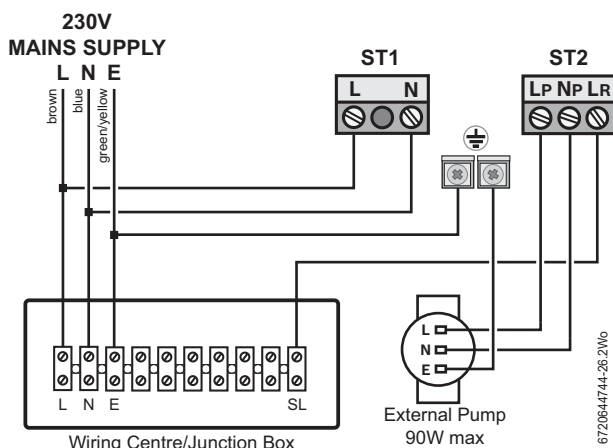 230V
MAINS SUPPLY
L N E
brown
blue
green/yellow
ST1
L N
ST2
LP NP LR
L
N
E
L N E SL
Wiring Centre/Junction Box
External Pump
90W max
6720644744-26.2Wo